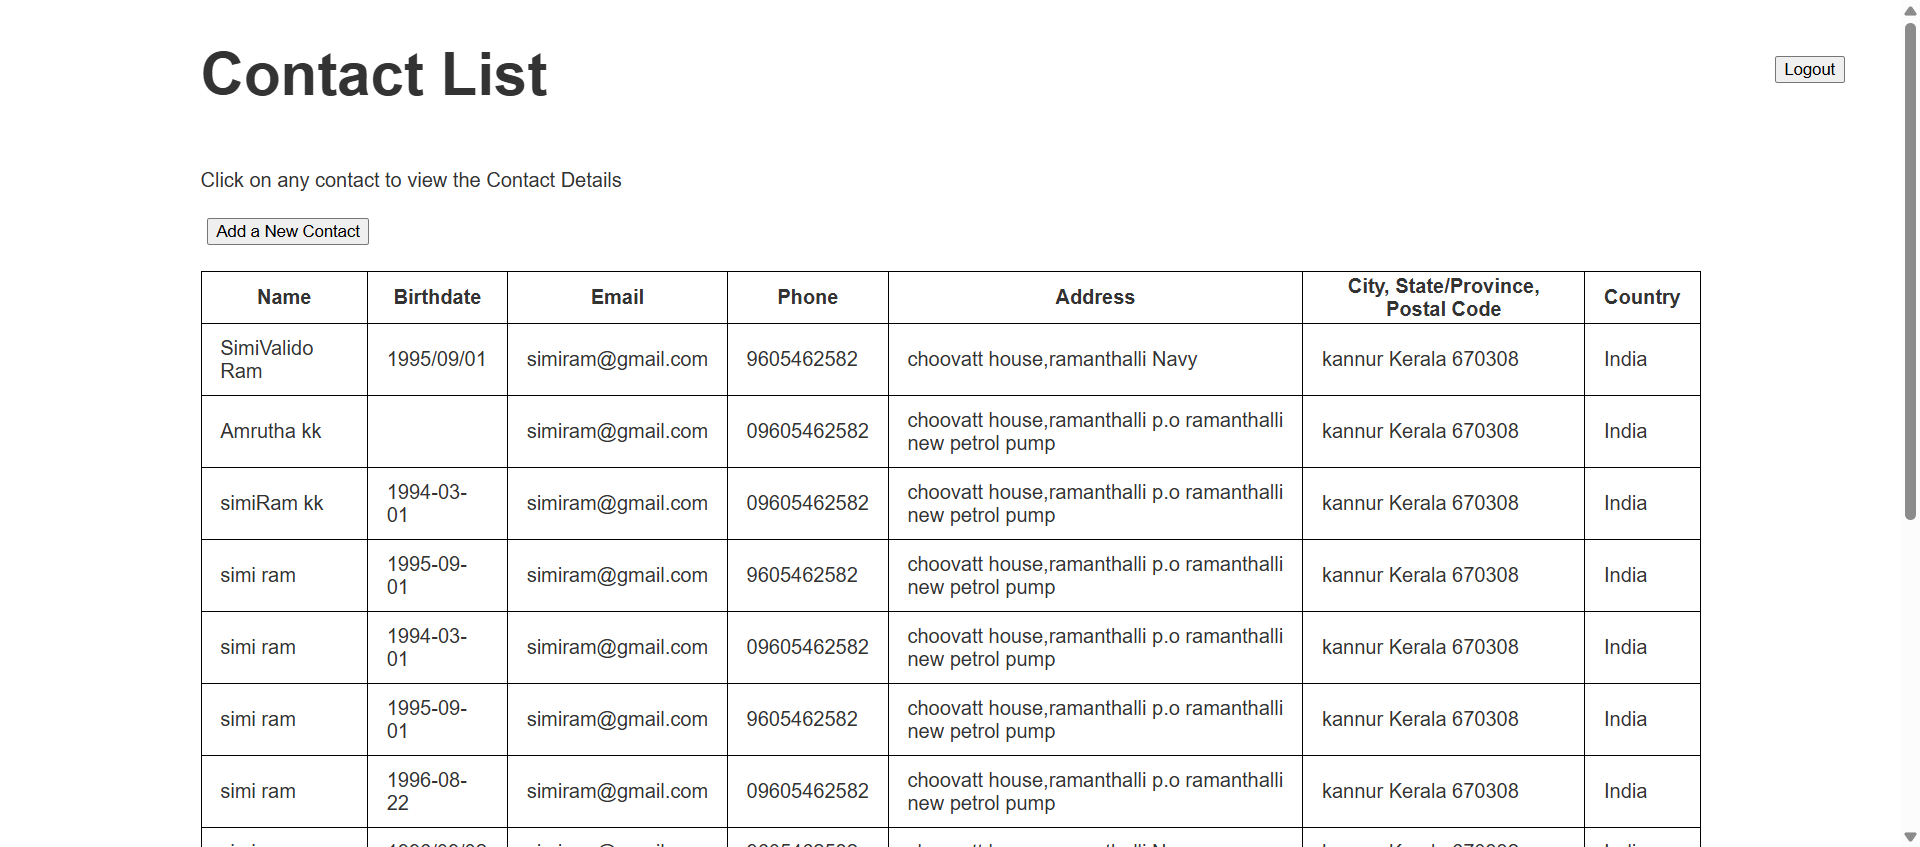 Contact List
Logout
Click on any contact to view the Contact Details
Add a New Contact
Name Birthdate Email Phone Address City, State/Province, Postal Code Country
SimiValido Ram 1995/09/01 simiram@gmail.com 9605462582 choovatt house,ramanthalli Navy kannur Kerala 670308 India
Amrutha kk simiram@gmail.com 09605462582 choovatt house,ramanthalli p.o ramanthalli new petrol pump kannur Kerala 670308 India
simiRam kk 1994-03-01 simiram@gmail.com 09605462582 choovatt house,ramanthalli p.o ramanthalli new petrol pump kannur Kerala 670308 India
simi ram 1995-09-01 simiram@gmail.com 9605462582 choovatt house,ramanthalli p.o ramanthalli new petrol pump kannur Kerala 670308 India
simi ram 1994-03-01 simiram@gmail.com 09605462582 choovatt house,ramanthalli p.o ramanthalli new petrol pump kannur Kerala 670308 India
simi ram 1995-09-01 simiram@gmail.com 9605462582 choovatt house,ramanthalli p.o ramanthalli new petrol pump kannur Kerala 670308 India
simi ram 1996-08-22 simiram@gmail.com 09605462582 choovatt house,ramanthalli p.o ramanthalli new petrol pump kannur Kerala 670308 India